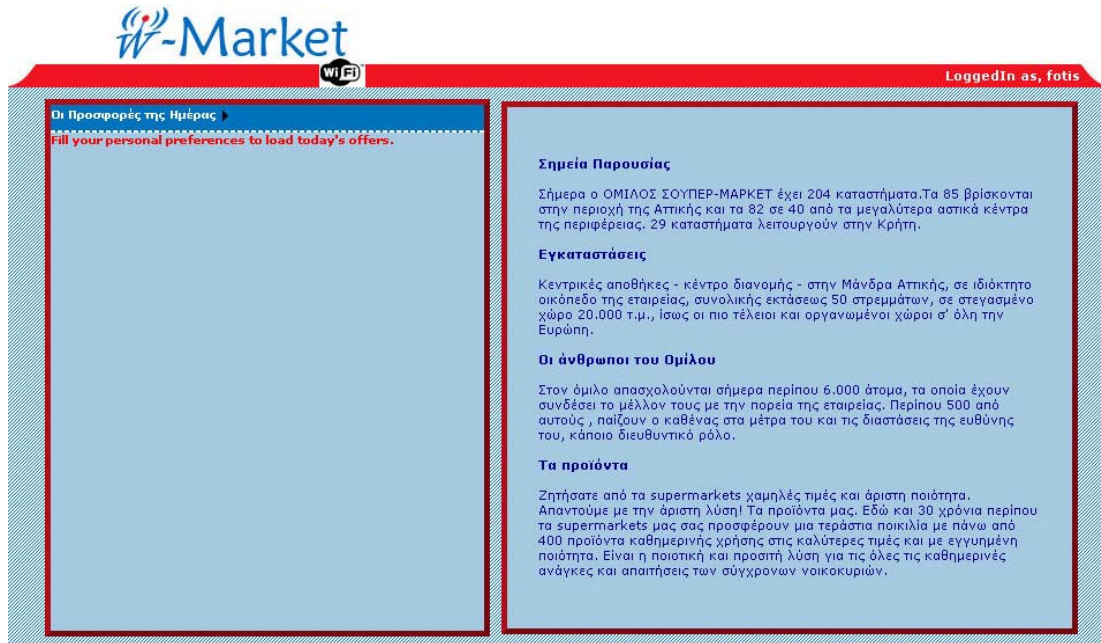 W-Market
Wi Fi
LoggedIn as, fotis
Οι Προσφορές της Ημέρας
Fill your personal preferences to load today's offers.
Σημεία Παρουσίας
Σήμερα ο ΟΜΙΛΟΣ ΣΟΥΠΕΡ-ΜΑΡΚΕΤ έχει 204 καταστήματα.Τα 85 βρίσκονται
στην περιοχή της Αττικής και τα 82 σε 40 από τα μεγαλύτερα αστικά κέντρα
της περιφέρειας. 29 καταστήματα λειτουργούν στην Κρήτη.
Εγκαταστάσεις
Κεντρικές αποθήκες - κέντρο διανομής - στην Μάνδρα Αττικής, σε ιδιόκτητο
οικόπεδο της εταιρείας, συνολικής εκτάσεως 50 στρεμμάτων, σε στεγασμένο
χώρο 20.000 τ.μ., ίσως οι πιο τέλειοι και οργανωμένοι χώροι σ' όλη την
Ευρώπη.
Οι άνθρωποι του Ομίλου
Στον όμιλο απασχολούνται σήμερα περίπου 6.000 άτομα, τα οποία έχουν
συνδέσει το μέλλον τους με την πορεία της εταιρείας. Περίπου 500 από
αυτούς , παίζουν ο καθένας στα μέτρα του και τις διαστάσεις της ευθύνης
του, κάποιο διευθυντικό ρόλο.
Τα προϊόντα
Ζητήσατε από τα supermarkets χαμηλές τιμές και άριστη ποιότητα.
Απαντούμε με την άριστη λύση! Τα προϊόντα μας. Εδώ και 30 χρόνια περίπου
τα supermarkets μας σας προσφέρουν μια τεράστια ποικιλία με πάνω από
400 προϊόντα καθημερινής χρήσης στις καλύτερες τιμές και με εγγυημένη
ποιότητα. Είναι η ποιοτική και προσιτή λύση για τις όλες τις καθημερινές
ανάγκες και απαιτήσεις των σύγχρονων νοικοκυριών.